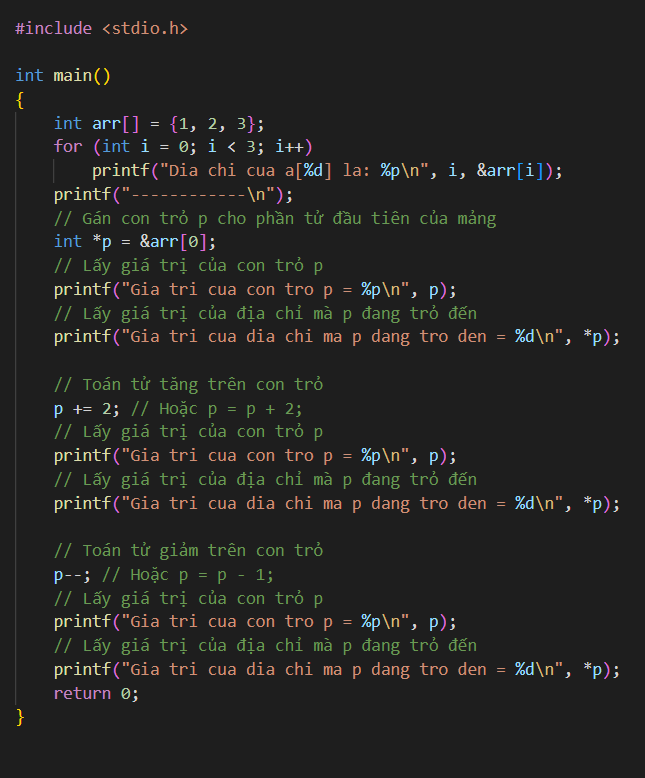 #include <stdio.h>
int main()
{
int arr[] = {1, 2, 3};
for (int i = 0; i < 3; i++)
printf("Dia chi cua a[%d] la: %p\n", i, &arr[i]);
printf("------------\n");
// Gán con trỏ p cho phần tử đầu tiên của mảng
int *p = &arr[0];
// Lấy giá trị của con trỏ p
printf("Gia tri cua con tro p = %p\n", p);
// Lấy giá trị của địa chỉ mà p đang trỏ đến
printf("Gia tri cua dia chi ma p dang tro den = %d\n", *p);
// Toán tử tăng trên con trỏ
p += 2; // Hoặc p = p + 2;
// Lấy giá trị của con trỏ p
printf("Gia tri cua con tro p = %p\n", p);
// Lấy giá trị của địa chỉ mà p đang trỏ đến
printf("Gia tri cua dia chi ma p dang tro den = %d\n", *p);
// Toán tử giảm trên con trỏ
p--; // Hoặc p = p - 1;
// Lấy giá trị của con trỏ p
printf("Gia tri cua con tro p = %p\n", p);
// Lấy giá trị của địa chỉ mà p đang trỏ đến
printf("Gia tri cua dia chi ma p dang tro den = %d\n", *p);
return 0;
}